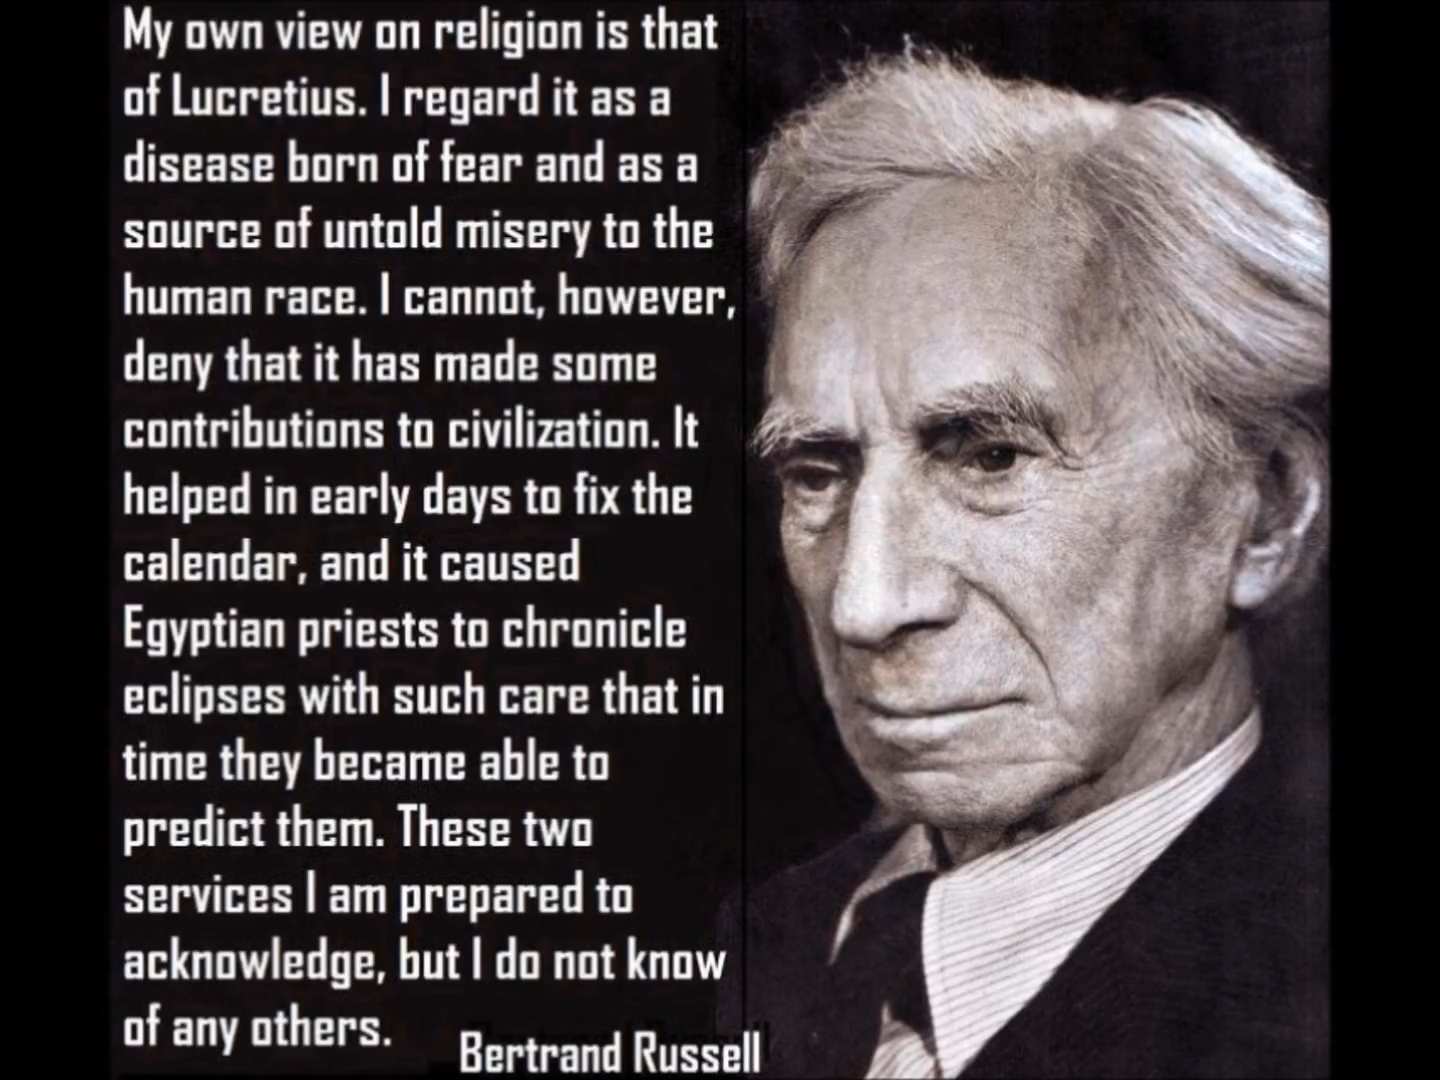 My own view on religion is that
of Lucretius. I regard it as a
disease born of fear and as a
source of untold misery to the
human race. I cannot, however,
deny that it has made some
contributions to civilization. It
helped in early days to fix the
calendar, and it caused
Egyptian priests to chronicle
eclipses with such care that in
time they became able to
predict them. These two
services I am prepared to
acknowledge, but I do not know
of any others.
Bertrand Russell